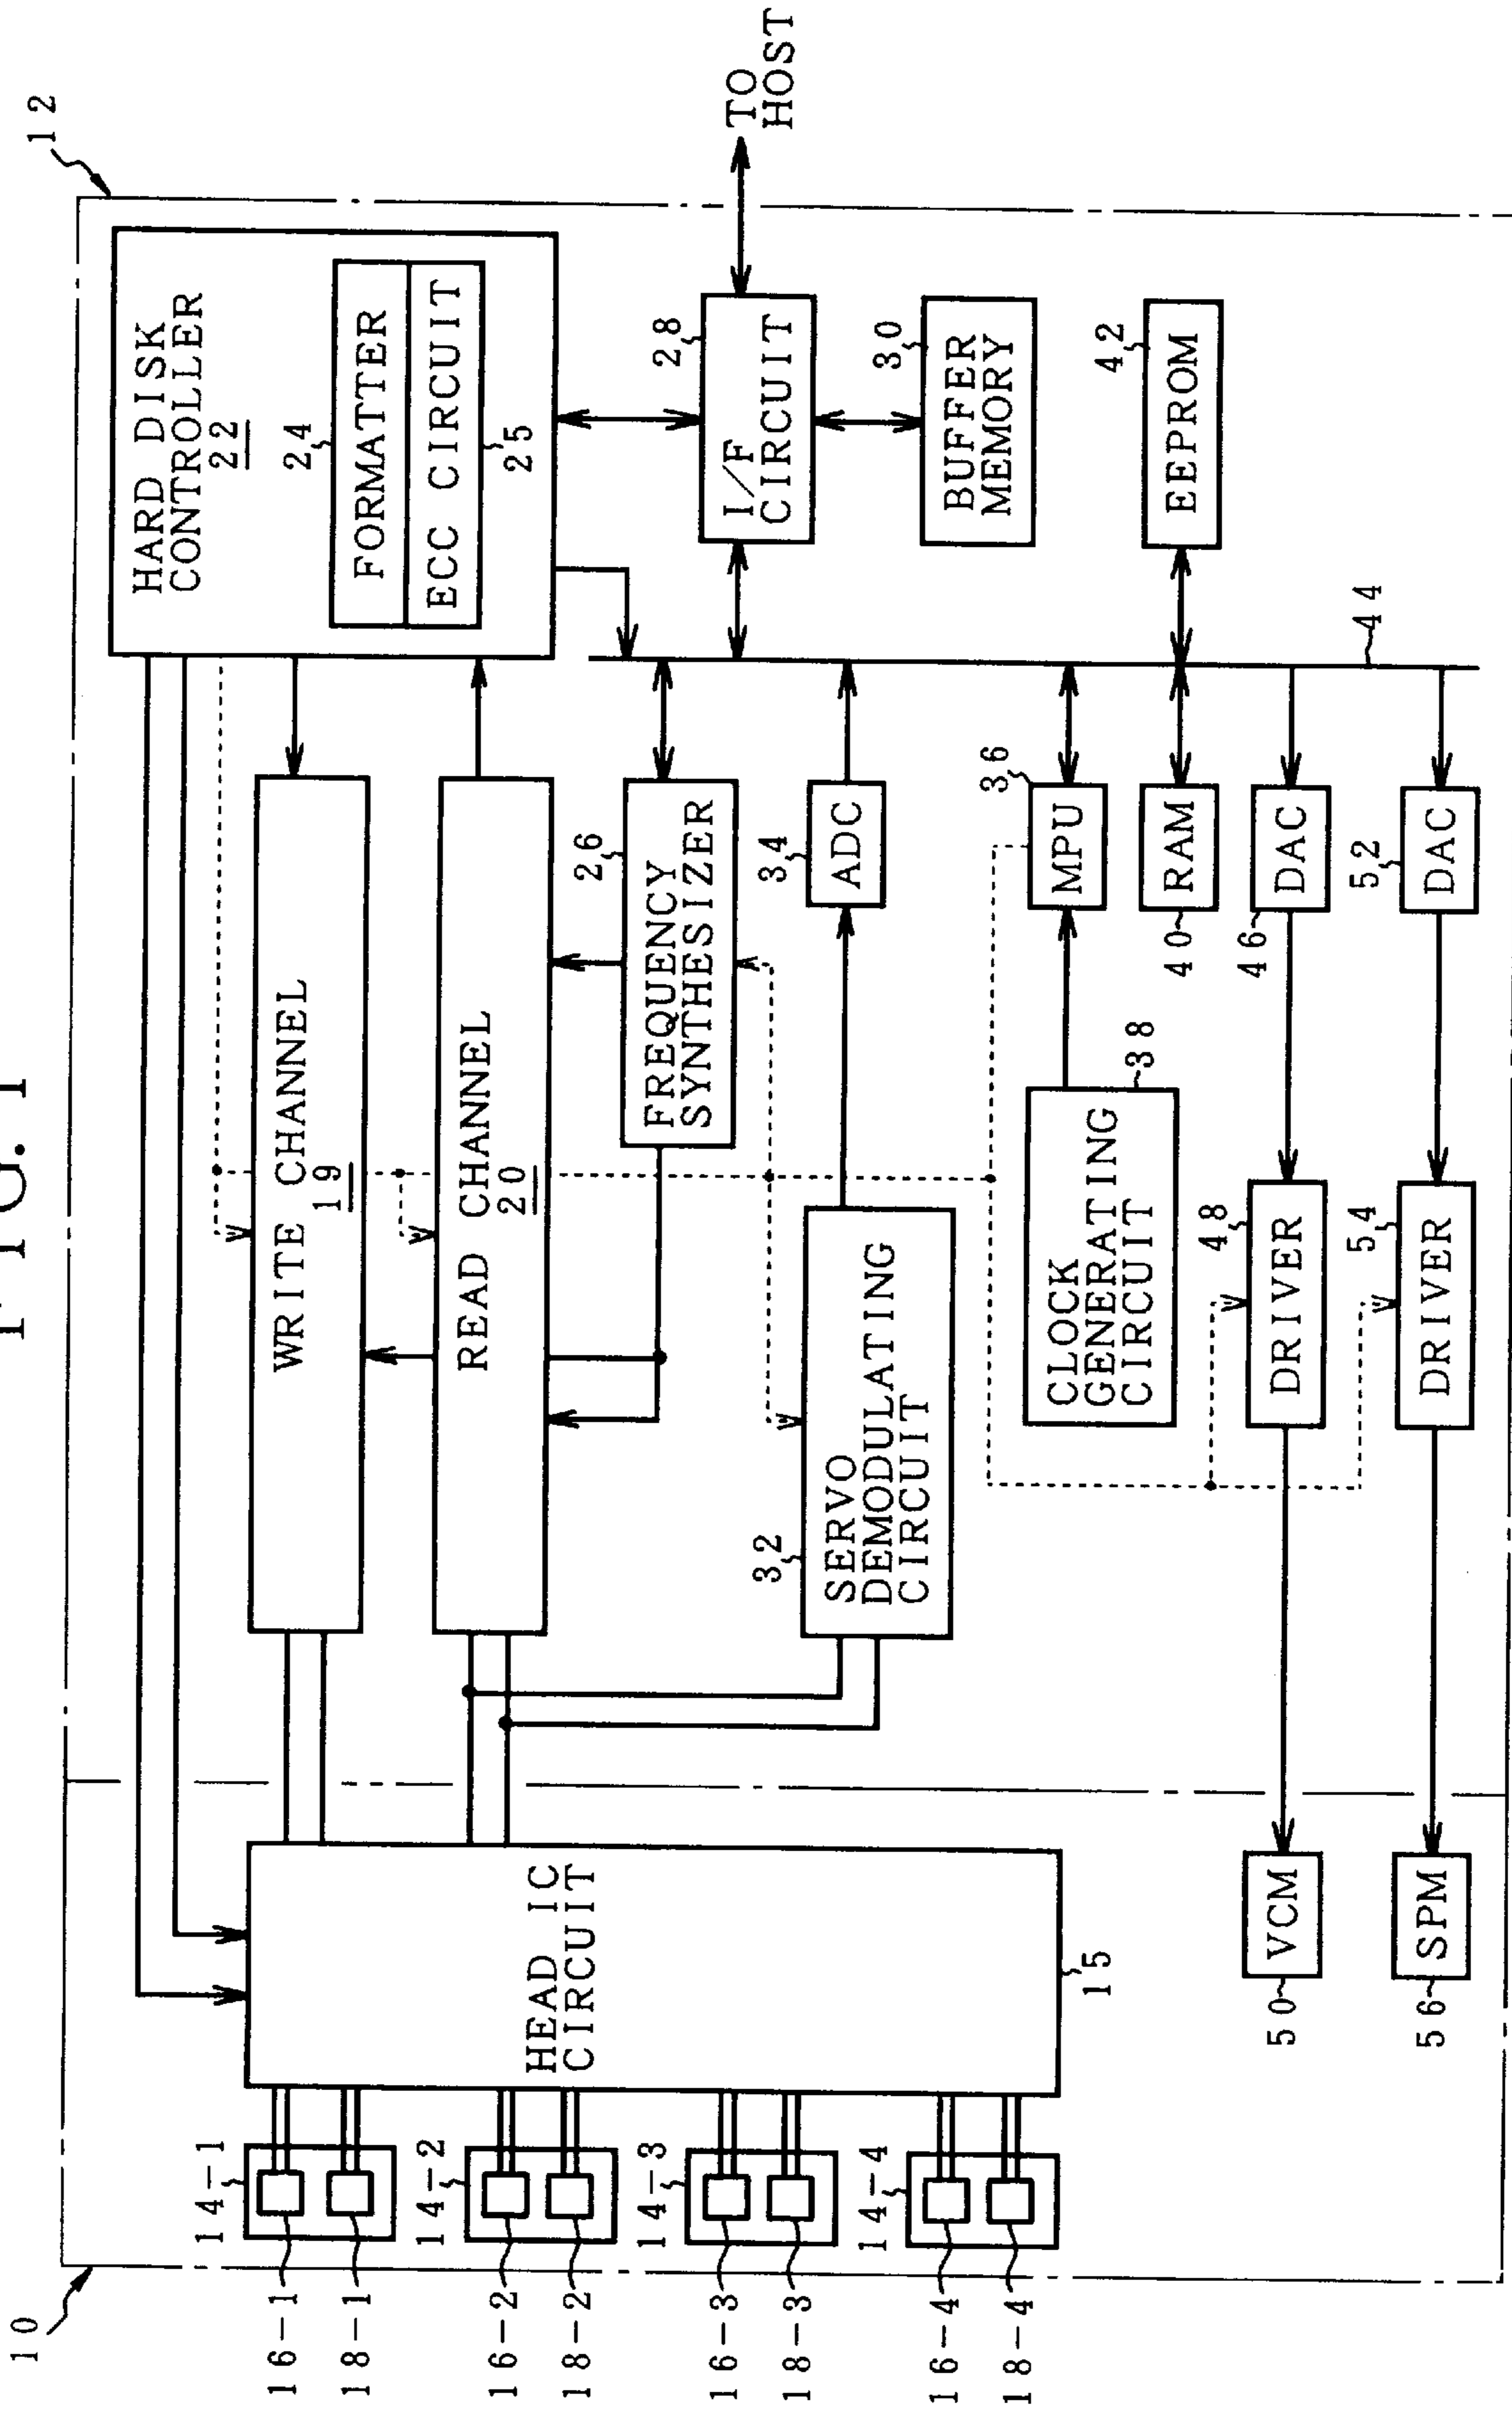 FIG. 1
10
12
HARD DISK
CONTROLLER
22
24
FORMATTER
ECC CIRCUIT
25
WRITE CHANNEL
19
READ CHANNEL
20
FREQUENCY
SYNTHESIZER
26
I/F
CIRCUIT
28
TO
HOST
BUFFER
MEMORY
30
SERVO
DEMODULATING
CIRCUIT
32
ADC
34
MPU
36
CLOCK
GENERATING
CIRCUIT
38
RAM
40
EEPROM
42
44
DAC
46
DRIVER
48
VCM
50
DAC
52
DRIVER
54
SPM
56
HEAD IC
CIRCUIT
15
14-1
16-1
18-1
14-2
16-2
18-2
14-3
16-3
18-3
14-4
16-4
18-4